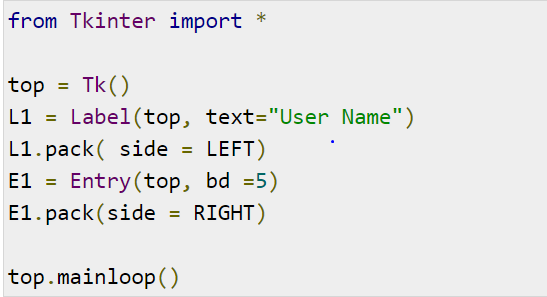 from Tkinter import *
top = Tk()
L1 = Label(top, text="User Name")
L1.pack( side = LEFT)
E1 = Entry(top, bd =5)
E1.pack(side = RIGHT)
top.mainloop()